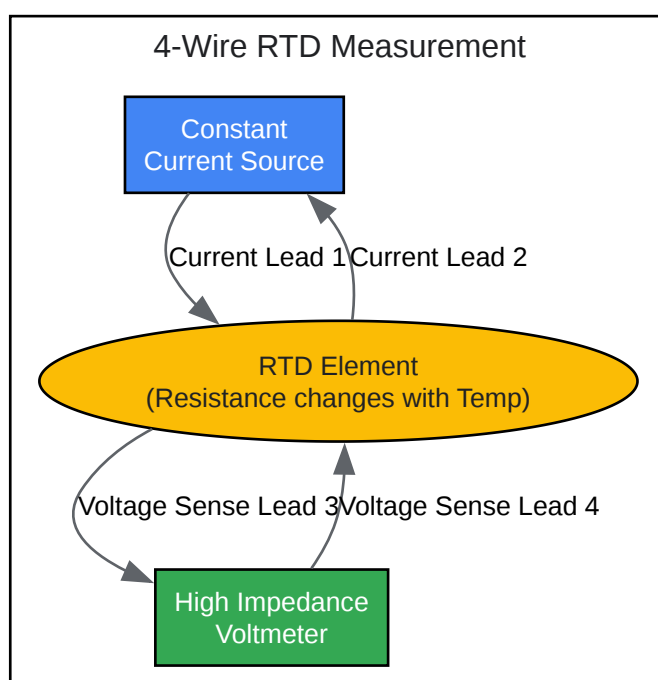 4-Wire RTD Measurement
Constant
Current Source
Current Lead 1
Current Lead 2
RTD Element
(Resistance changes with Temp)
Voltage Sense Lead 3
Voltage Sense Lead 4
High Impedance
Voltmeter